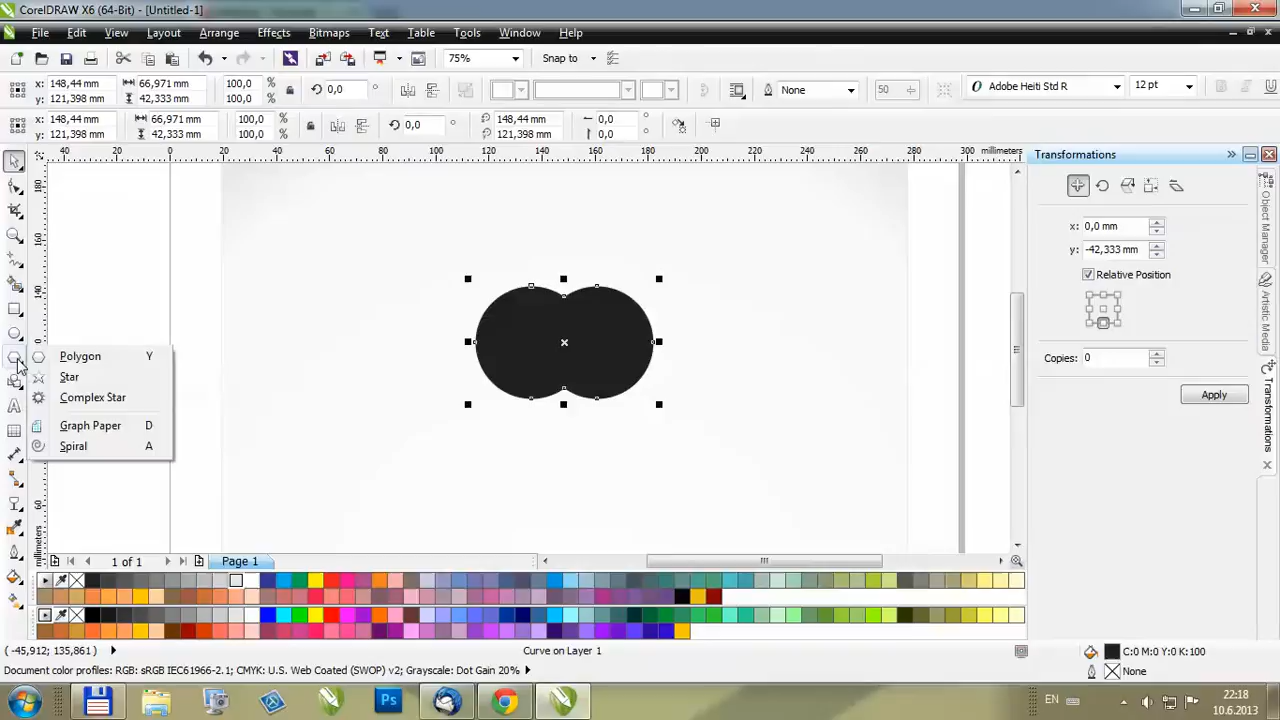 CorelDRAW X6 (64-Bit) - [Untitled-1]
File Edit View Layout Arrange Effects Bitmaps Text Table Tools Window Help
75% Snap to
x: 148,44 mm 66,971 mm 100,0 % 0,0 ° None 50 Adobe Heiti Std R 12 pt
y: 121,398 mm 42,333 mm 100,0 %
x: 148,44 mm 66,971 mm 100,0 % 0,0 ° 148,44 mm 0,0
y: 121,398 mm 42,333 mm 100,0 % 121,398 mm 0,0
40 20 0 20 40 60 80 100 120 140 160 180 200 220 240 260 280 300 millimeters
180
160
140
60
millimeters
Transformations
x: 0,0 mm
y: -42,333 mm
Relative Position
Copies: 0
Apply
Object Manager
Artistic Media
Transformations
Polygon Y
Star
Complex Star
Graph Paper D
Spiral A
1 of 1 Page 1
( -45,912; 135,861 ) Curve on Layer 1 C:0 M:0 Y:0 K:100
Document color profiles: RGB: sRGB IEC61966-2.1; CMYK: U.S. Web Coated (SWOP) v2; Grayscale: Dot Gain 20% None
Ps
EN
22:18
10.6.2013